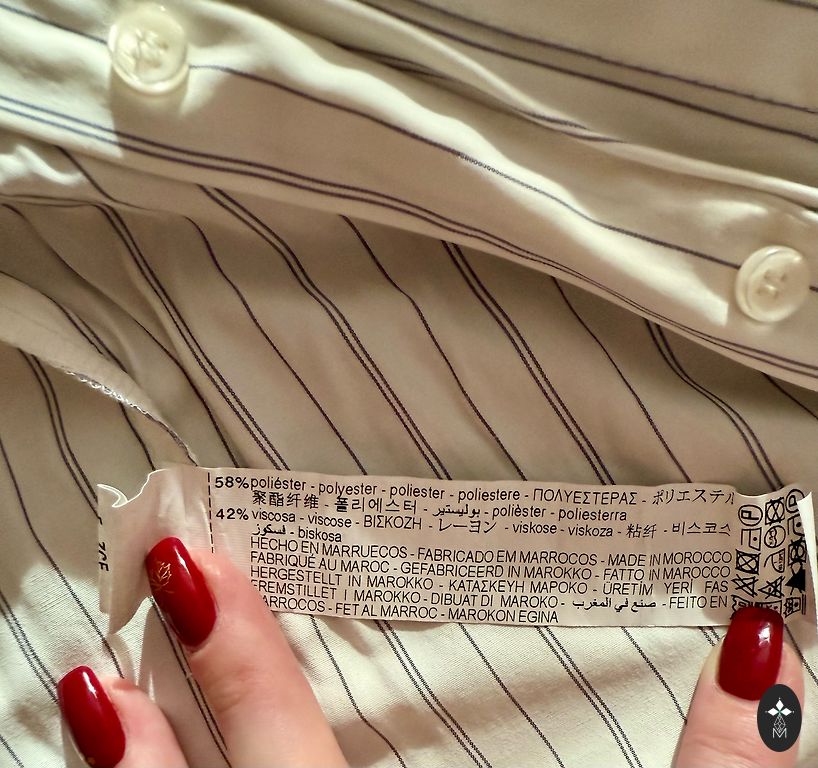 58% poliéster - polyester - poliester - poliestere - ΠΟΛΥΕΣΤΕΡΑΣ - ポリエステル
聚酯纤维 - 폴리에스터 - بوليستير - polièster - poliesterra
42% viscosa - viscose - ΒΙΣΚΟΖΗ - レーヨン - viskose - viskoza - 粘纤 - 비스코스
فسكوز - biskosa
HECHO EN MARRUECOS - FABRICADO EM MARROCOS - MADE IN MOROCCO
FABRIQUÉ AU MAROC - GEFABRICEERD IN MAROKKO - FATTO IN MAROCCO
HERGESTELLT IN MAROKKO - ΚΑΤΑΣΚΕΥΗ ΜΑΡΟΚΟ - ÜRETİM YERİ FAS
FREMSTILLET I MAROKKO - DIBUAT DI MAROKO - صنع في المغرب - FEITO EN
MARROCOS - FET AL MARROC - MAROKON EGINA